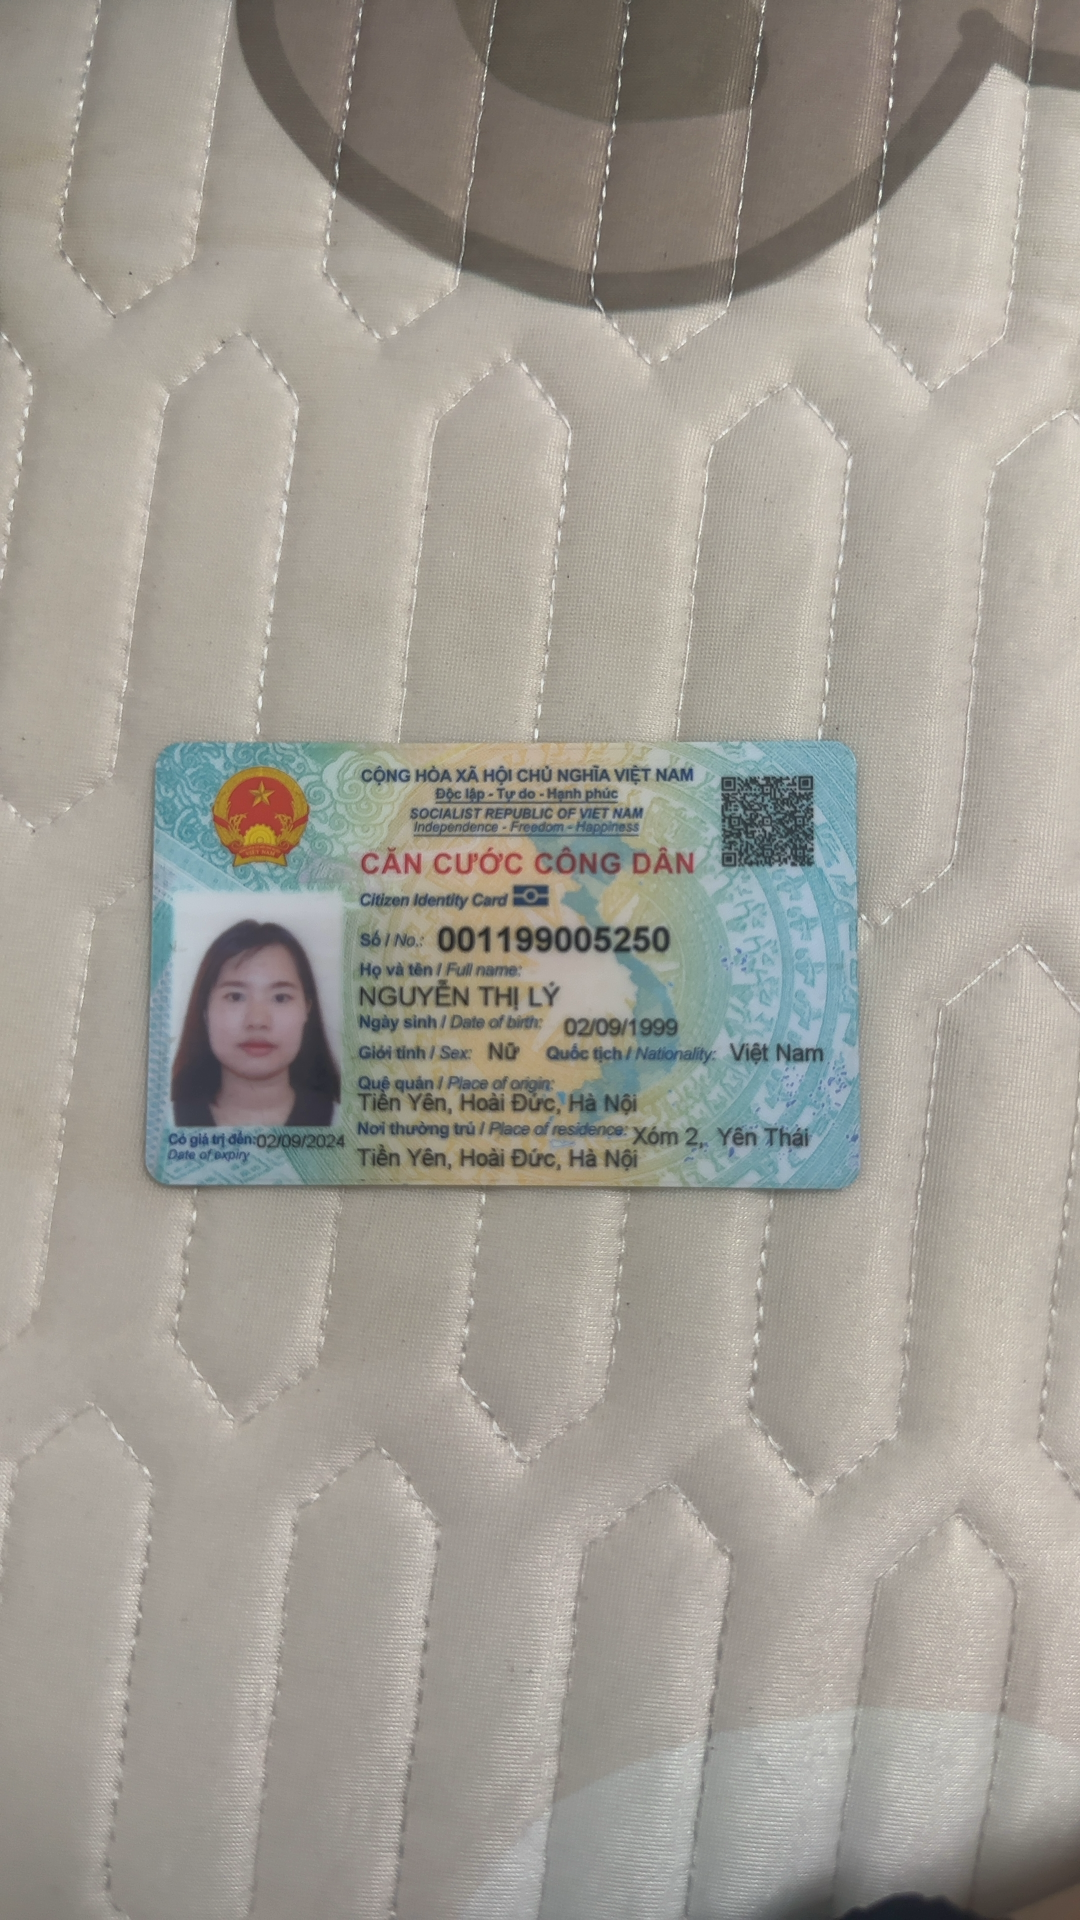 CỘNG HÒA XÃ HỘI CHỦ NGHĨA VIỆT NAM
Độc lập - Tự do - Hạnh phúc
SOCIALIST REPUBLIC OF VIET NAM
Independence - Freedom - Happiness
CĂN CƯỚC CÔNG DÂN
Citizen Identity Card
Số / No.: 001199005250
Họ và tên / Full name:
NGUYỄN THỊ LÝ
Ngày sinh / Date of birth: 02/09/1999
Giới tính / Sex: Nữ Quốc tịch / Nationality: Việt Nam
Quê quán / Place of origin:
Tiền Yên, Hoài Đức, Hà Nội
Nơi thường trú / Place of residence: Xóm 2, Yên Thái
Tiền Yên, Hoài Đức, Hà Nội
Có giá trị đến: 02/09/2024
Date of expiry